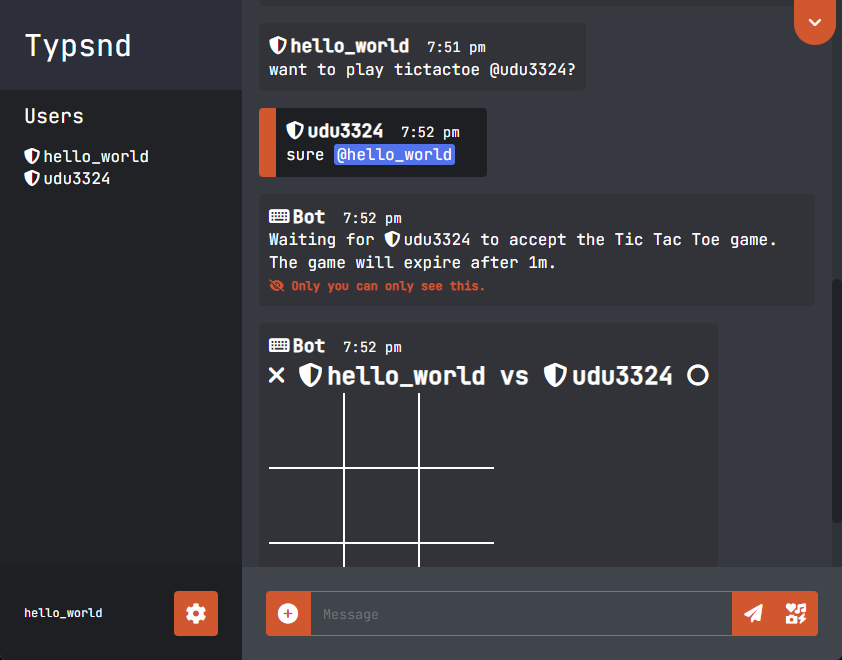 Typsnd
Users
hello_world
udu3324
hello_world
hello_world 7:51 pm
want to play tictactoe @udu3324?
udu3324 7:52 pm
sure @hello_world
Bot 7:52 pm
Waiting for udu3324 to accept the Tic Tac Toe game.
The game will expire after 1m.
Only you can only see this.
Bot 7:52 pm
hello_world vs udu3324
Message